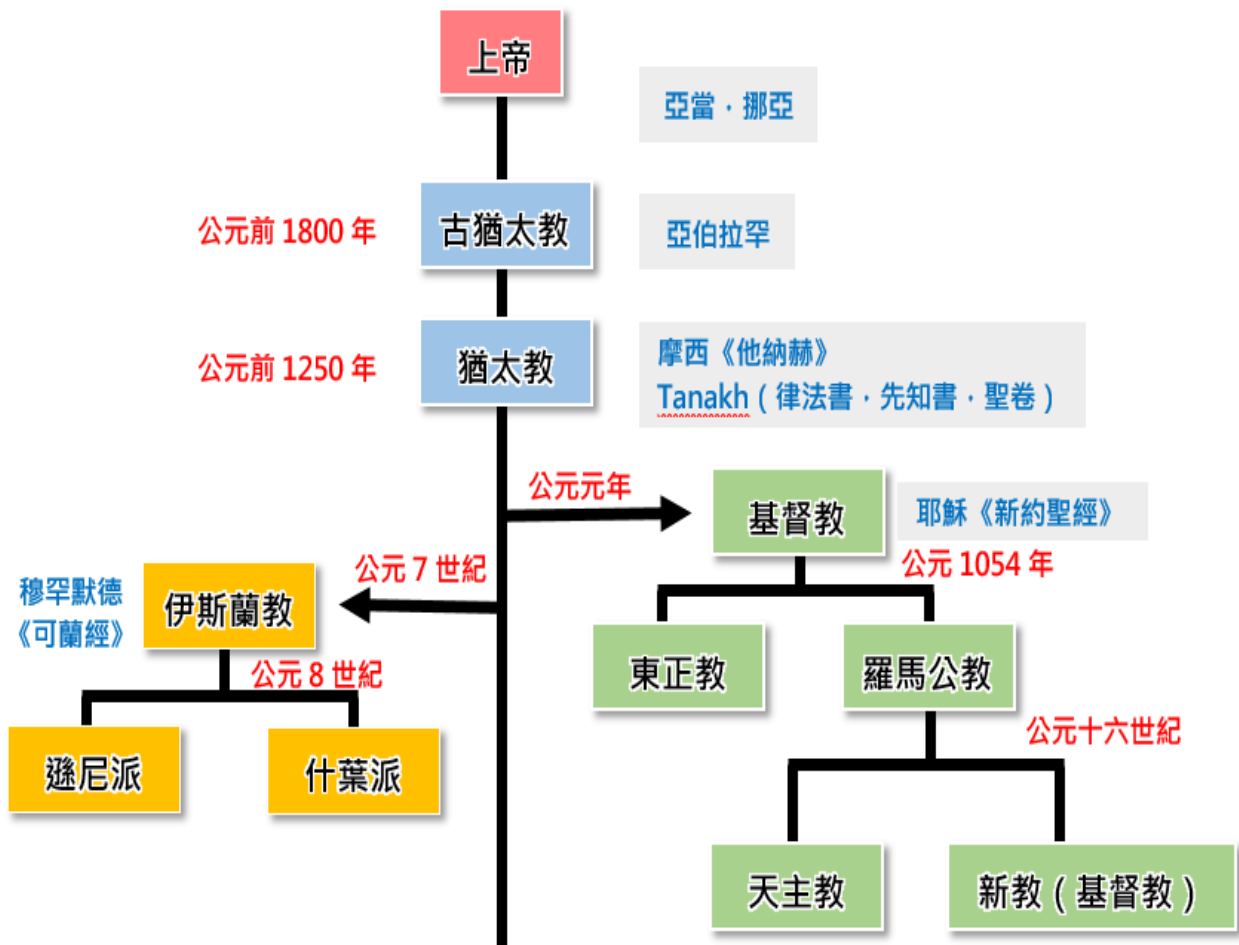 上帝
亞當．挪亞
公元前 1800 年
古猶太教
亞伯拉罕
公元前 1250 年
猶太教
摩西《他納赫》
Tanakh（律法書．先知書．聖卷）
公元元年
基督教
耶穌《新約聖經》
公元 1054 年
公元 7 世紀
穆罕默德
《可蘭經》
伊斯蘭教
公元 8 世紀
東正教
羅馬公教
公元十六世紀
遜尼派
什葉派
天主教
新教（基督教）